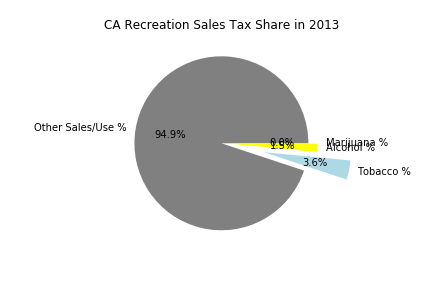 CA Recreation Sales Tax Share in 2013
Other Sales/Use %
94.9%
0.0%
Marijuana %
1.5%
Alcohol %
3.6%
Tobacco %